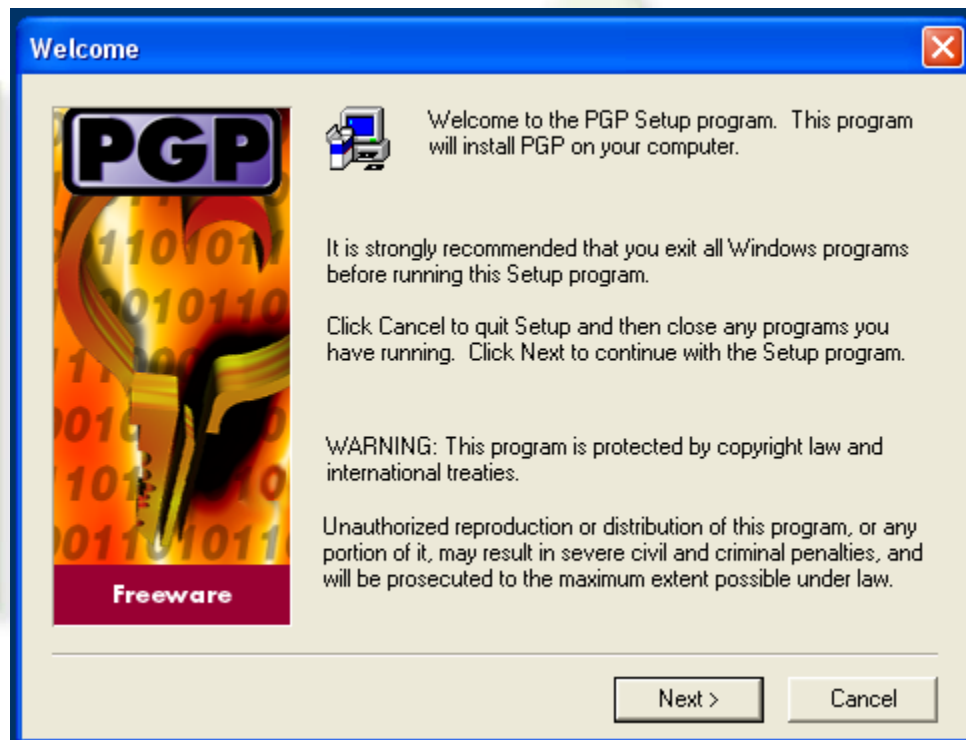 Welcome
PGP
Welcome to the PGP Setup program. This program
will install PGP on your computer.
It is strongly recommended that you exit all Windows programs
before running this Setup program.
Click Cancel to quit Setup and then close any programs you
have running. Click Next to continue with the Setup program.
WARNING: This program is protected by copyright law and
international treaties.
Unauthorized reproduction or distribution of this program, or any
portion of it, may result in severe civil and criminal penalties, and
will be prosecuted to the maximum extent possible under law.
Freeware
Next >
Cancel